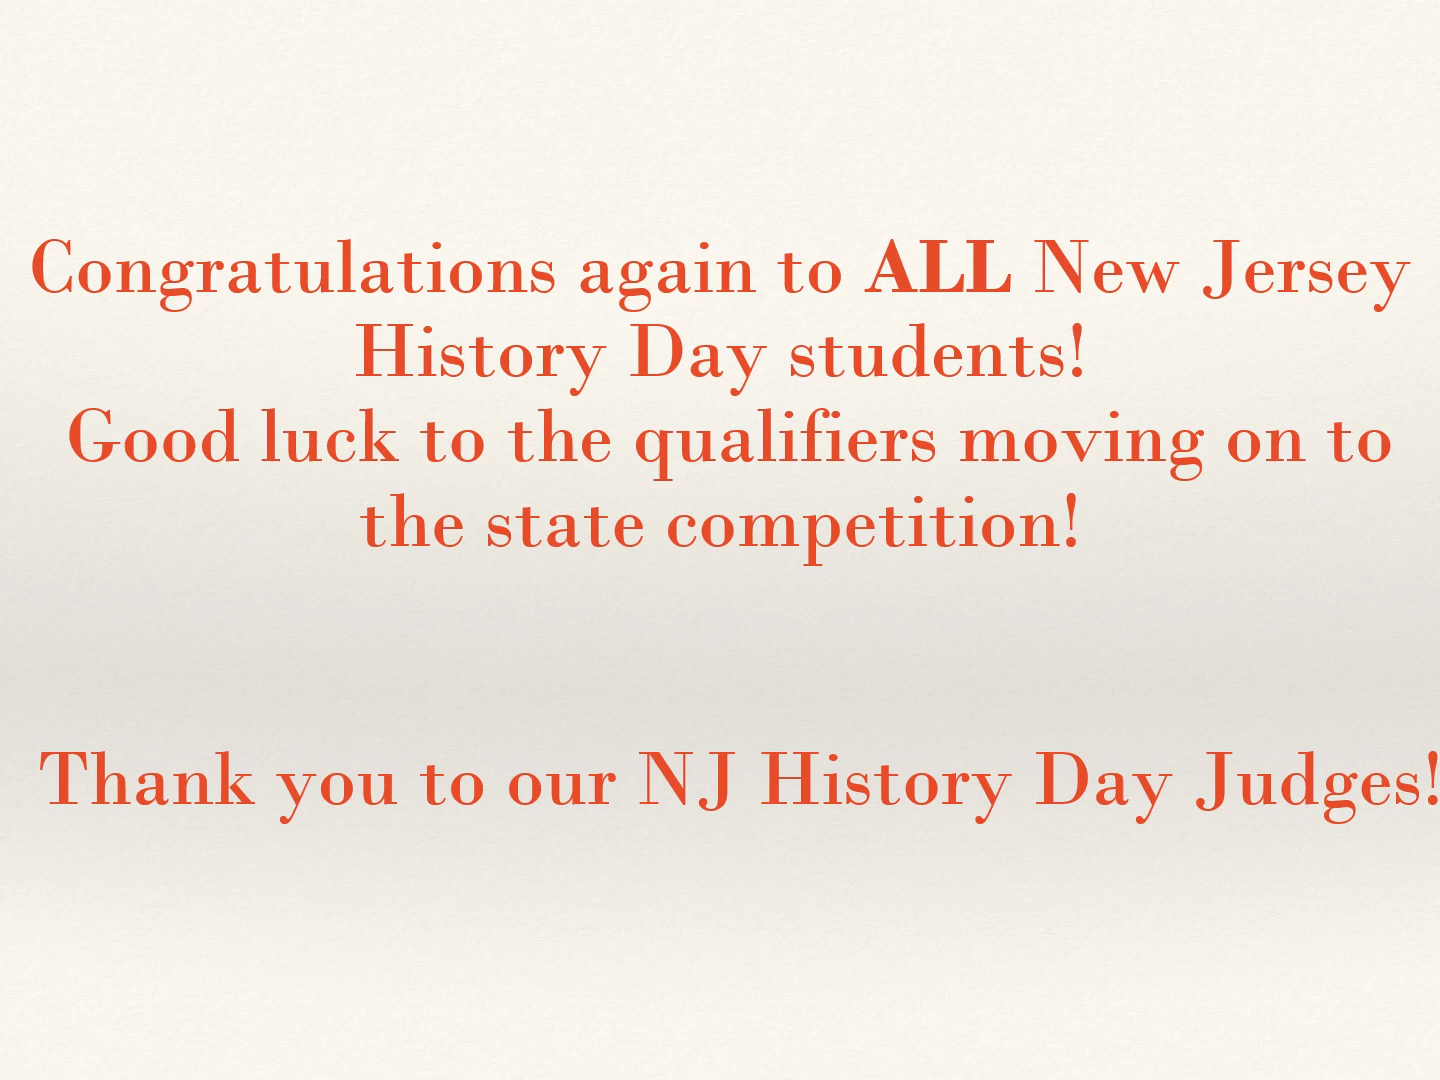 Congratulations again to ALL New Jersey
History Day students!
Good luck to the qualifiers moving on to
the state competition!
Thank you to our NJ History Day Judges!